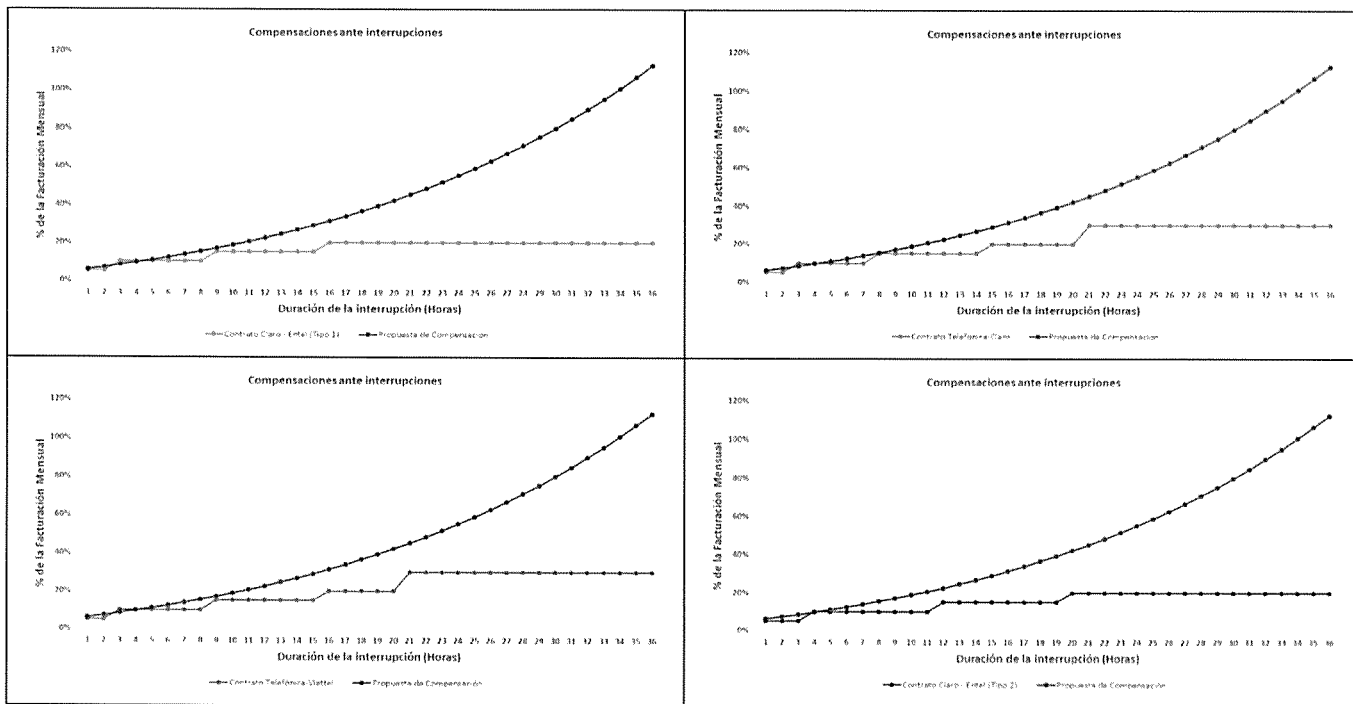 Compensaciones ante interrupciones
% de la Facturación Mensual
120%
100%
80%
60%
40%
20%
0%
1 2 3 4 5 6 7 8 9 10 11 12 13 14 15 16 17 18 19 20 21 22 23 24 25 26 27 28 29 30 31 32 33 34 35 36
Duración de la interrupción (Horas)
Contrato Claro - Entel (Tipo 1) Propuesta de Compensación
Compensaciones ante interrupciones
% de la Facturación Mensual
120%
100%
80%
60%
40%
20%
0%
1 2 3 4 5 6 7 8 9 10 11 12 13 14 15 16 17 18 19 20 21 22 23 24 25 26 27 28 29 30 31 32 33 34 35 36
Duración de la interrupción (Horas)
Contrato Telefónica-Claro Propuesta de Compensación
Compensaciones ante interrupciones
% de la Facturación Mensual
120%
100%
80%
60%
40%
20%
0%
1 2 3 4 5 6 7 8 9 10 11 12 13 14 15 16 17 18 19 20 21 22 23 24 25 26 27 28 29 30 31 32 33 34 35 36
Duración de la interrupción (Horas)
Contrato Telefónica-Viettel Propuesta de Compensación
Compensaciones ante interrupciones
% de la Facturación Mensual
120%
100%
80%
60%
40%
20%
0%
1 2 3 4 5 6 7 8 9 10 11 12 13 14 15 16 17 18 19 20 21 22 23 24 25 26 27 28 29 30 31 32 33 34 35 36
Duración de la interrupción (Horas)
Contrato Claro - Entel (Tipo 2) Propuesta de Compensación